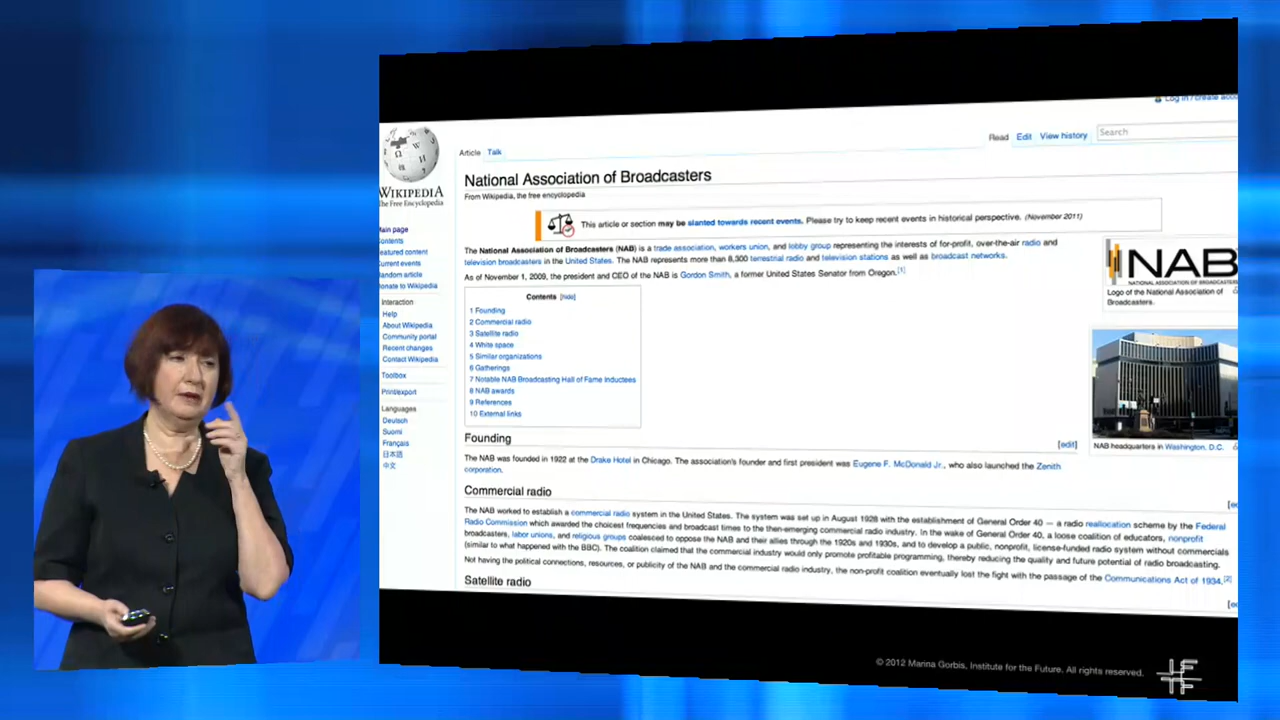 Log in / create
Read Edit View history Search
Article Talk
WIKIPEDIA
The Free Encyclopedia
National Association of Broadcasters
From Wikipedia, the free encyclopedia
This article or section may be slanted towards recent events. Please try to keep recent events in historical perspective. (November 2011)
The National Association of Broadcasters (NAB) is a trade association, workers union, and lobby group representing the interests of for-profit, over-the-air radio and
television broadcasters in the United States. The NAB represents more than 8,300 terrestrial radio and television stations as well as broadcast networks.
As of November 1, 2009, the president and CEO of the NAB is Gordon Smith, a former United States Senator from Oregon.[1]
NAB
NATIONAL ASSOCIATION OF BROADCASTERS
Logo of the National Association of
Broadcasters.
NAB headquarters in Washington, D.C.
Main page
Contents
Featured content
Current events
Random article
Donate to Wikipedia
Interaction
Help
About Wikipedia
Community portal
Recent changes
Contact Wikipedia
Toolbox
Print/export
Languages
Deutsch
Suomi
Français
日本語
中文
Contents [hide]
1 Founding
2 Commercial radio
3 Satellite radio
4 White space
5 Similar organizations
6 Gatherings
7 Notable NAB Broadcasting Hall of Fame Inductees
8 NAB awards
9 References
10 External links
Founding [edit]
The NAB was founded in 1922 at the Drake Hotel in Chicago. The association's founder and first president was Eugene F. McDonald Jr., who also launched the Zenith
corporation.
Commercial radio
The NAB worked to establish a commercial radio system in the United States. The system was set up in August 1928 with the establishment of General Order 40 — a radio reallocation scheme by the Federal
Radio Commission which awarded the choicest frequencies and broadcast times to the then-emerging commercial radio industry. In the wake of General Order 40, a loose coalition of educators, nonprofit
broadcasters, labor unions, and religious groups coalesced to oppose the NAB and their allies through the 1920s and 1930s, and to develop a public, nonprofit, license-funded radio system without commercials
(similar to what happened with the BBC). The coalition claimed that the commercial industry would only promote profitable programming, thereby reducing the quality and future potential of radio broadcasting.
Not having the political connections, resources, or publicity of the NAB and the commercial radio industry, the non-profit coalition eventually lost the fight with the passage of the Communications Act of 1934.[2]
Satellite radio
© 2012 Marina Gorbis, Institute for the Future. All rights reserved.
IF
TF